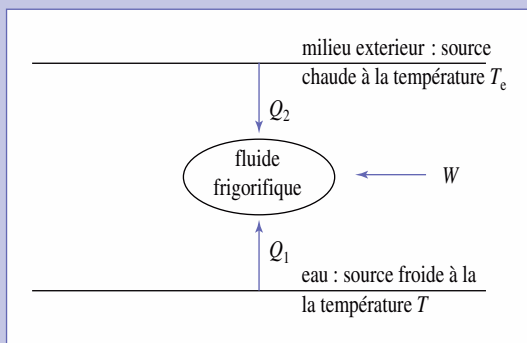 milieu exterieur : source
chaude à la température Te
Q2
fluide
frigorifique
W
Q1
eau : source froide à la
la température T